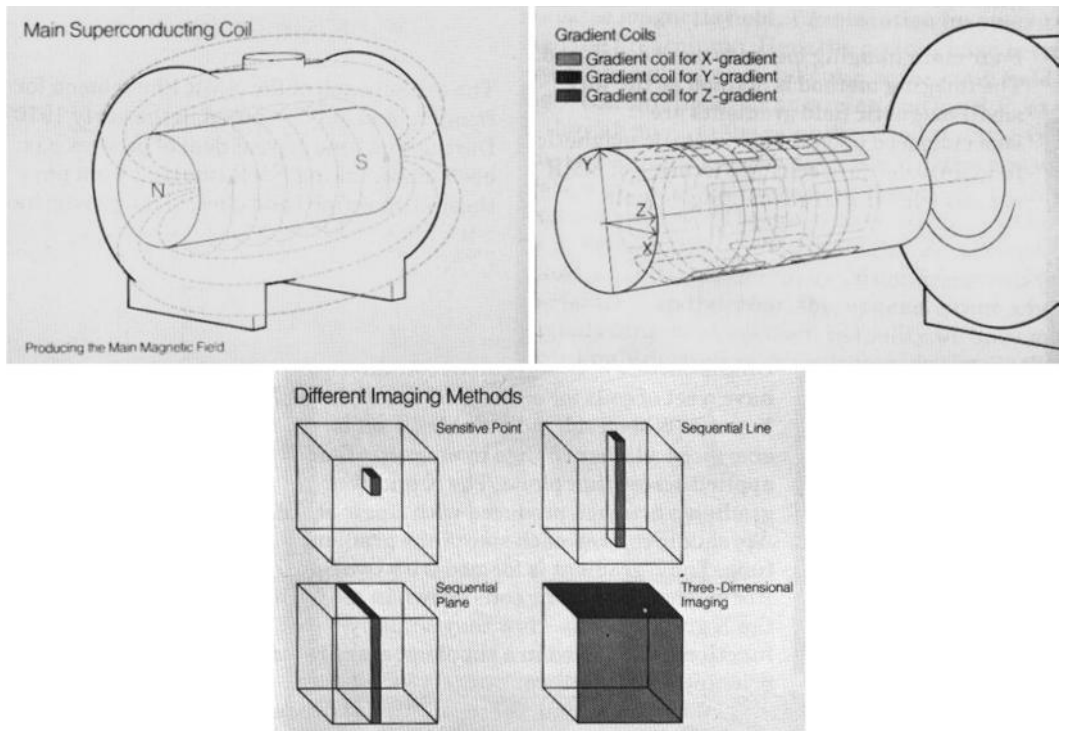 Main Superconducting Coil
N
S
Producing the Main Magnetic Field
Gradient Coils
Gradient coil for X-gradient
Gradient coil for Y-gradient
Gradient coil for Z-gradient
Y
Z
X
Different Imaging Methods
Sensitive Point
Sequential Line
Sequential
Plane
Three-Dimensional
Imaging